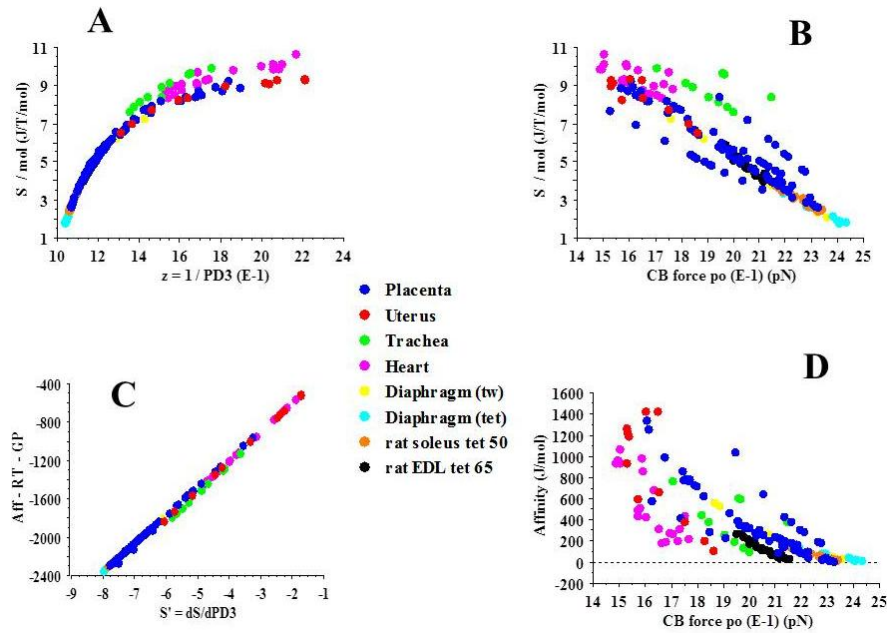 A
11
9
7
5
3
1
S / mol (J/T/mol)
10 12 14 16 18 20 22 24
z = 1 / PD3 (E-1)
B
11
9
7
5
3
1
S / mol (J/T/mol)
14 15 16 17 18 19 20 21 22 23 24 25
CB force po (E-1) (pN)
Placenta
Uterus
Trachea
Heart
Diaphragm (tw)
Diaphragm (tet)
rat soleus tet 50
rat EDL tet 65
C
-400
-800
-1200
-1600
-2000
-2400
Aff - RT - GP
-9 -8 -7 -6 -5 -4 -3 -2 -1
S' = dS/dPD3
D
1600
1400
1200
1000
800
600
400
200
0
-200
Affinity (J/mol)
14 15 16 17 18 19 20 21 22 23 24 25
CB force po (E-1) (pN)